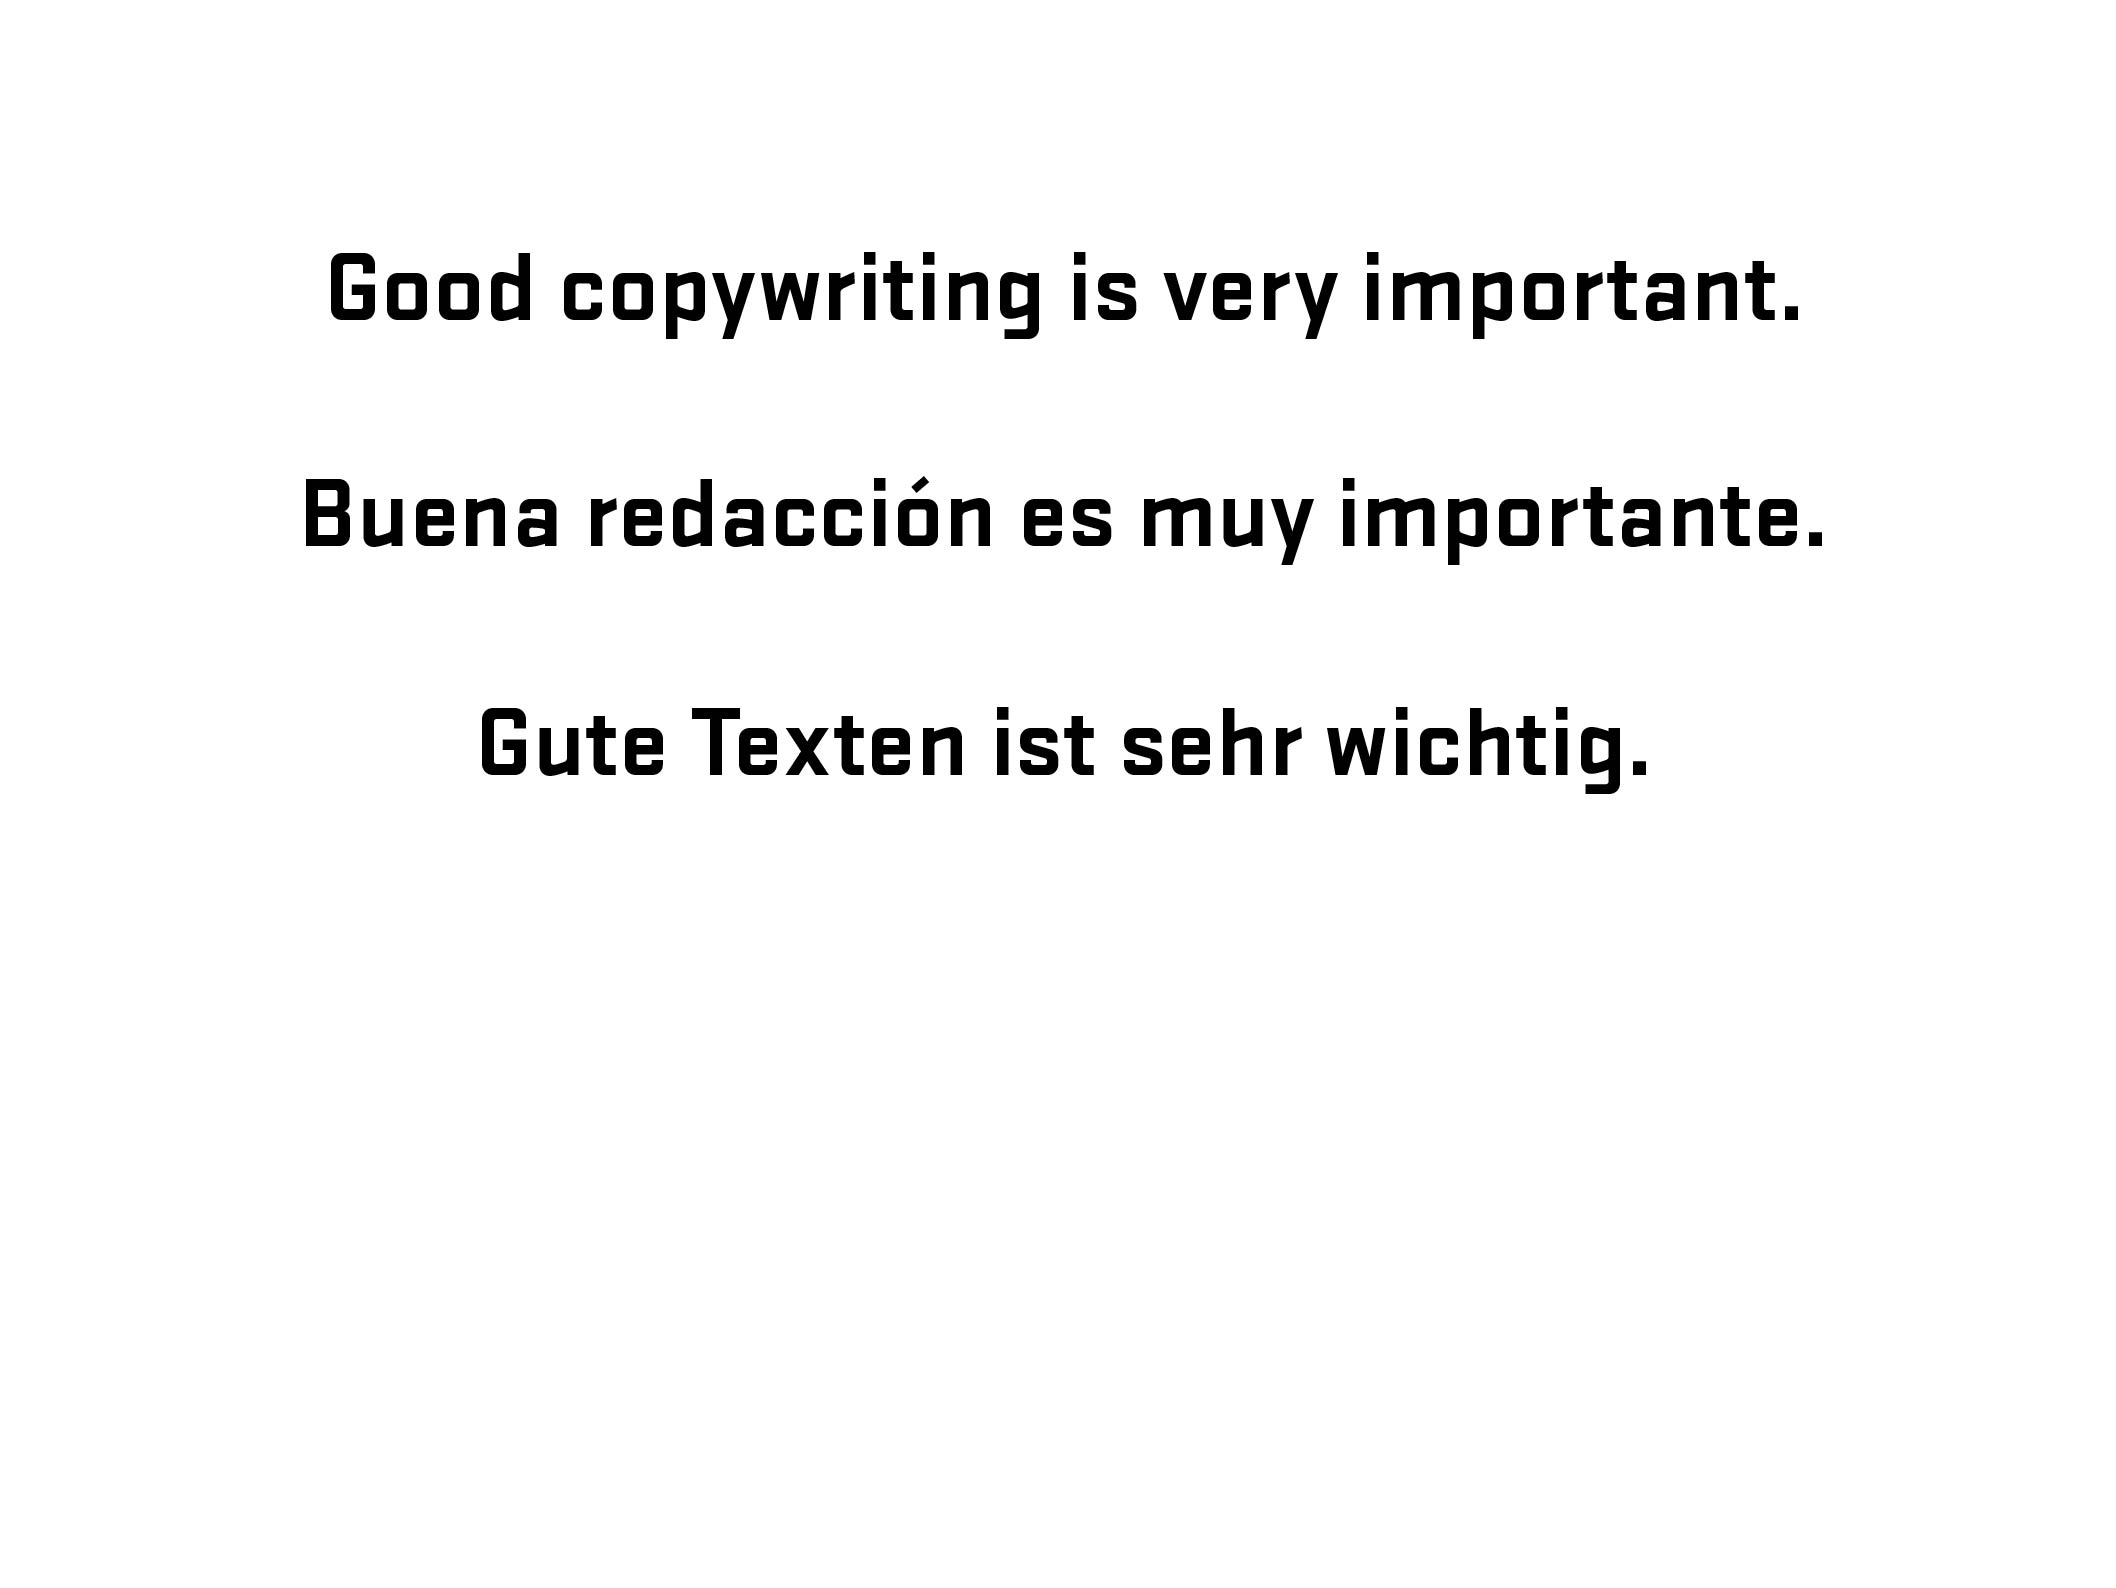 Good copywriting is very important.
Buena redacción es muy importante.
Gute Texten ist sehr wichtig.